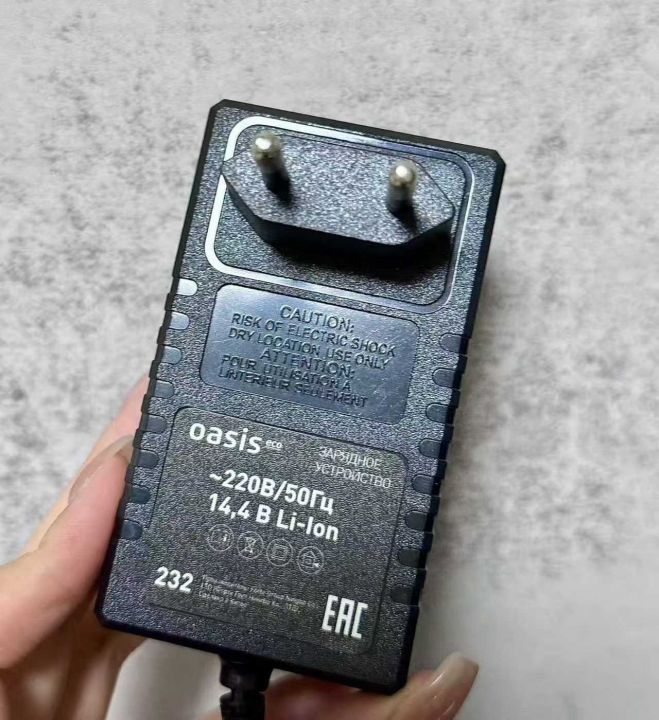 CAUTION:
RISK OF ELECTRIC SHOCK
DRY LOCATION USE ONLY
ATTENTION:
POUR UTILISATION A
LINTERIEUR SEULEMENT
oasis eco
ЗАРЯДНОЕ
УСТРОЙСТВО
~220В/50Гц
14,4 В Li-Ion
232
EAC